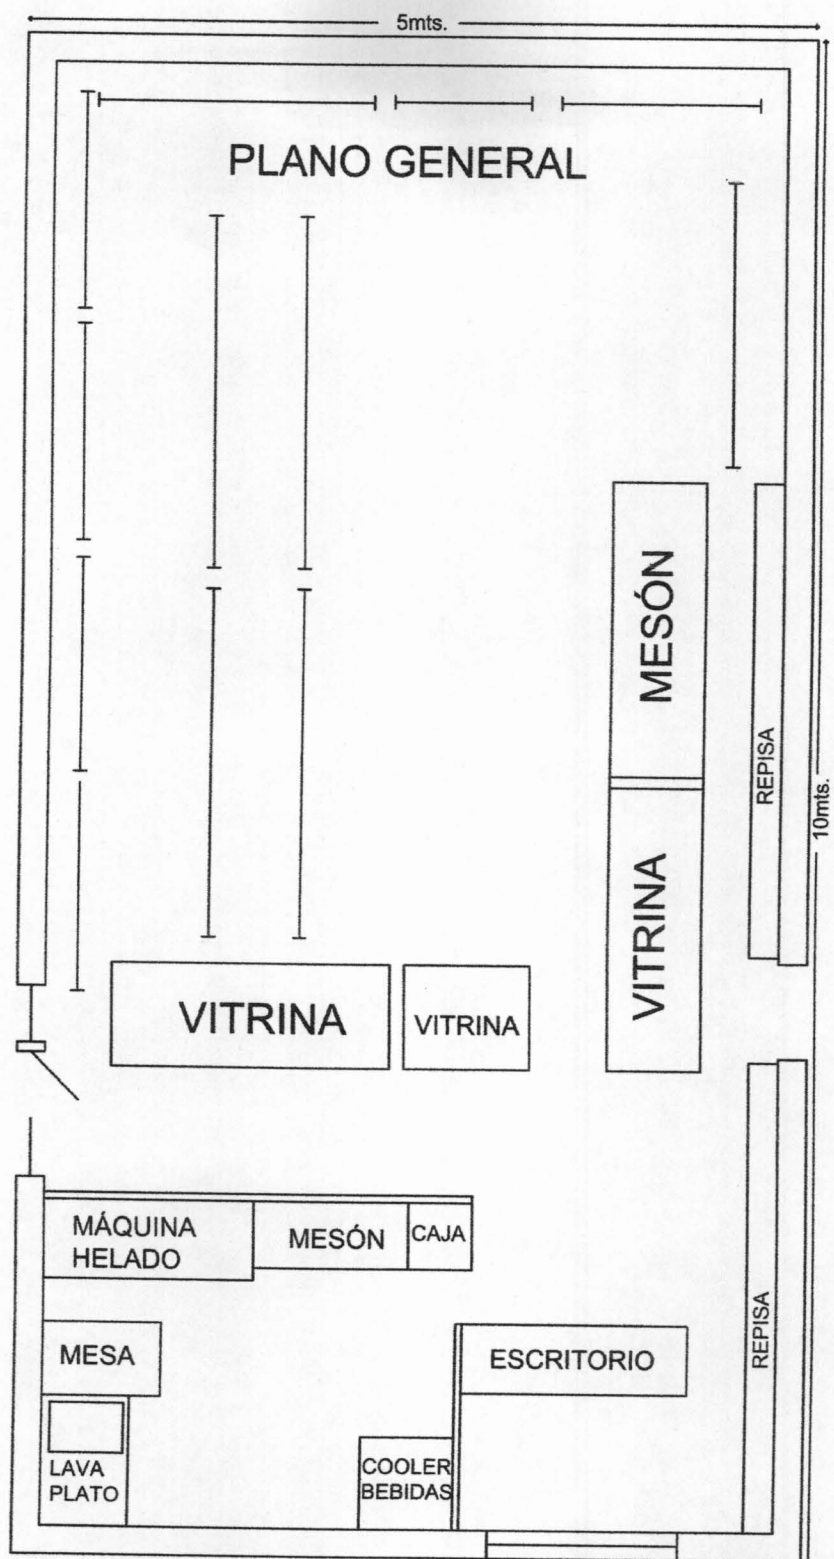 5mts.
PLANO GENERAL
MESÓN
REPISA
10mts.
VITRINA
VITRINA
VITRINA
MÁQUINA
HELADO
MESÓN
CAJA
MESA
ESCRITORIO
REPISA
LAVA
PLATO
COOLER
BEBIDAS